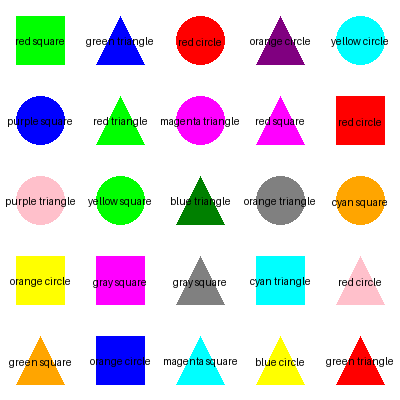 red square green triangle red circle orange circle yellow circle
purple square red triangle magenta triangle red square red circle
purple triangle yellow square blue triangle orange triangle cyan square
orange circle gray square gray square cyan triangle red circle
green square orange circle magenta square blue circle green triangle